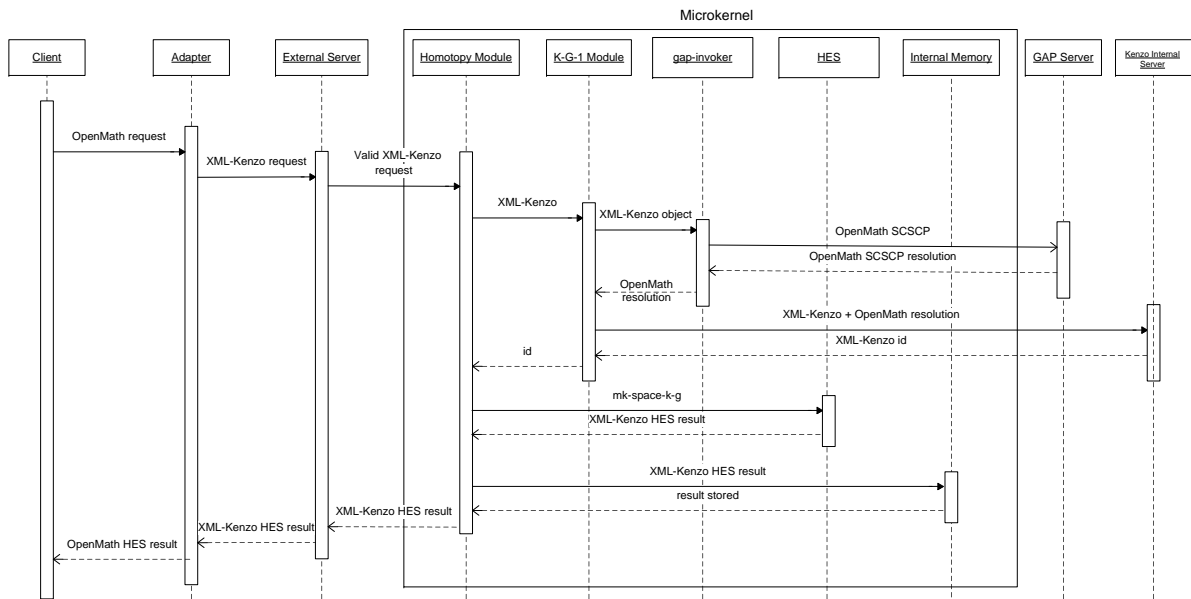 Microkernel
Client
Adapter
External Server
Homotopy Module
K-G-1 Module
gap-invoker
HES
Internal Memory
GAP Server
Kenzo Internal
Server
OpenMath request
XML-Kenzo request
Valid XML-Kenzo
request
XML-Kenzo
XML-Kenzo object
OpenMath SCSCP
OpenMath SCSCP resolution
OpenMath
resolution
XML-Kenzo + OpenMath resolution
XML-Kenzo id
id
mk-space-k-g
XML-Kenzo HES result
XML-Kenzo HES result
result stored
XML-Kenzo HES result
XML-Kenzo HES result
OpenMath HES result